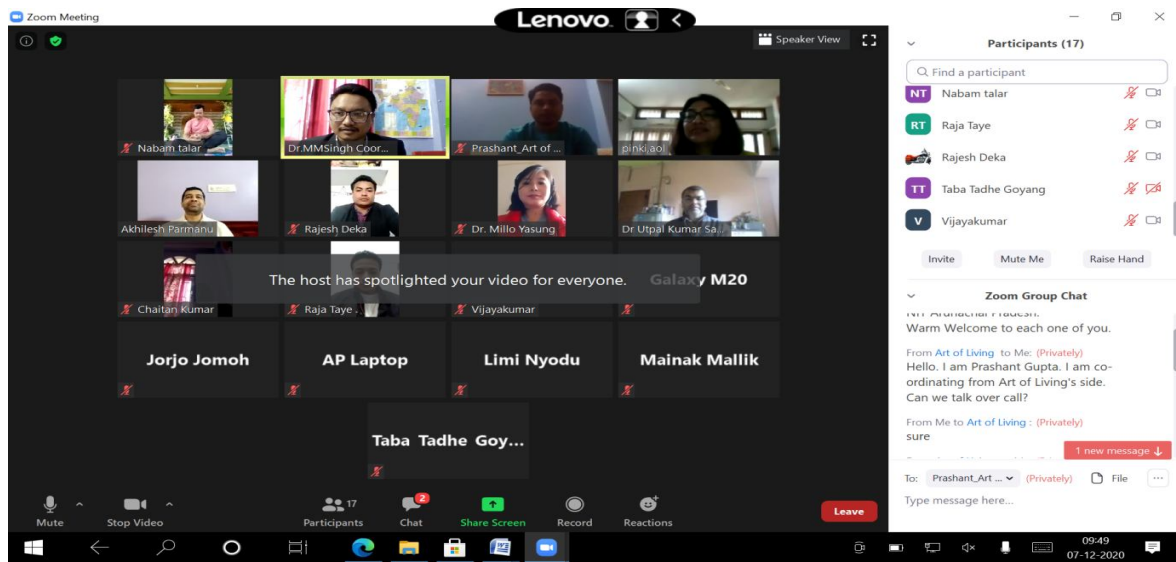 Zoom Meeting
Lenovo
Speaker View
Nabam talar
Dr.MMSingh Coor...
Prashant_Art of ...
pinki,aol
Akhilesh Parmanu
Rajesh Deka
Dr. Millo Yasung
Dr Utpal Kumar Sa...
The host has spotlighted your video for everyone.
Galaxy M20
Chaitan Kumar
Raja Taye
Vijayakumar
Jorjo Jomoh
AP Laptop
Limi Nyodu
Mainak Mallik
Taba Tadhe Goy...
Mute
Stop Video
17
Participants
2
Chat
Share Screen
Record
Reactions
Leave
Participants (17)
Find a participant
NT Nabam talar
RT Raja Taye
Rajesh Deka
TT Taba Tadhe Goyang
V Vijayakumar
Invite Mute Me Raise Hand
Zoom Group Chat
NIT Arunachal Pradesh.
Warm Welcome to each one of you.
From Art of Living to Me: (Privately)
Hello. I am Prashant Gupta. I am co-
ordinating from Art of Living's side.
Can we talk over call?
From Me to Art of Living : (Privately)
sure
1 new message
To: Prashant_Art ... (Privately) File
Type message here...
09:49
07-12-2020